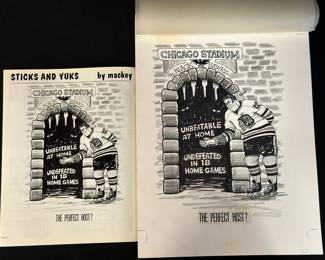 STICKS AND YUKS
by mackey
CHICAGO STADIUM
UNBEATABLE
AT HOME
UNDEFEATED
IN 18
HOME GAMES
THE PERFECT HOST?
CHICAGO STADIUM
UNBEATABLE
AT HOME
UNDEFEATED
IN 18
HOME GAMES
THE PERFECT HOST?